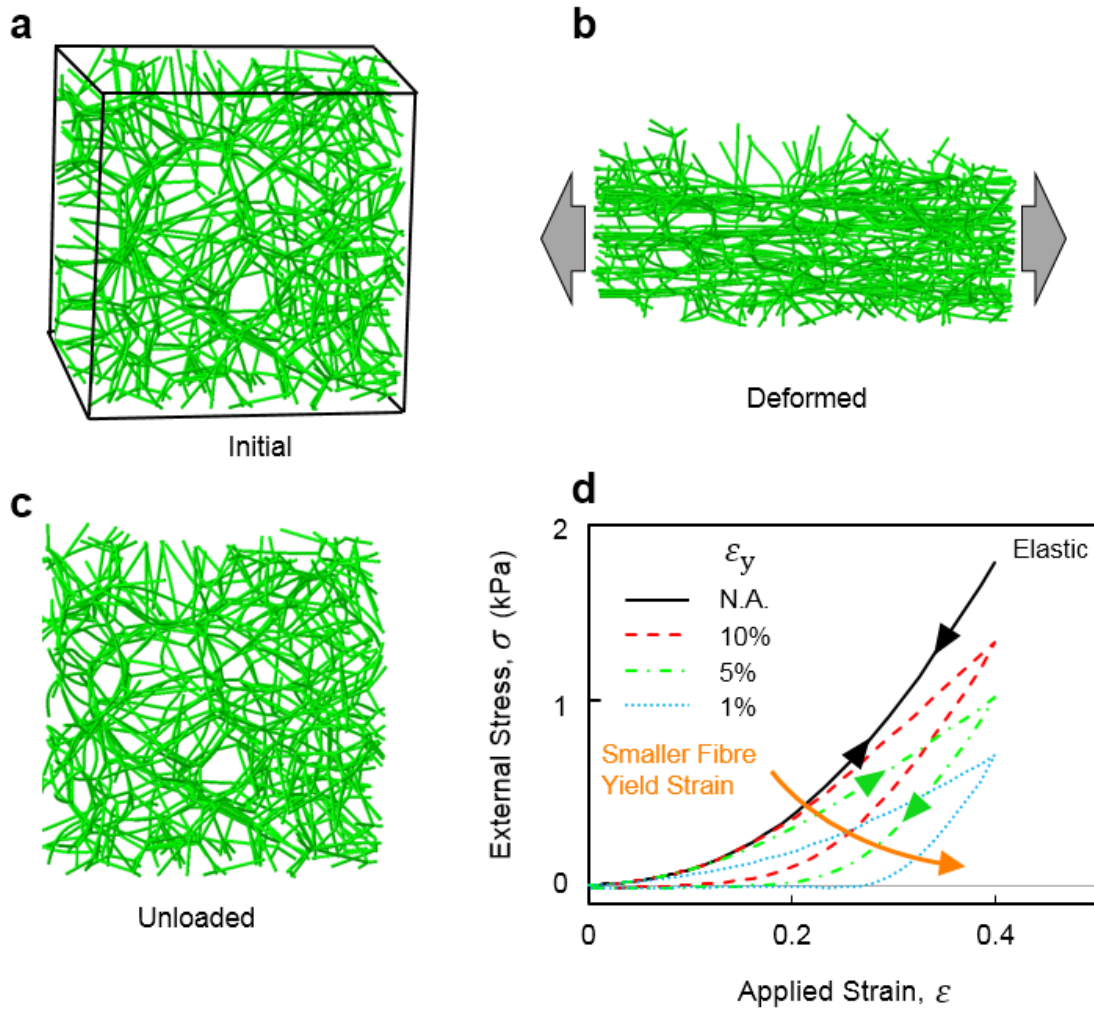 a
Initial
b
Deformed
c
Unloaded
d
2
1
0
0
0.2
0.4
External Stress, σ (kPa)
Applied Strain, ε
εy
N.A.
10%
5%
1%
Elastic
Smaller Fibre
Yield Strain